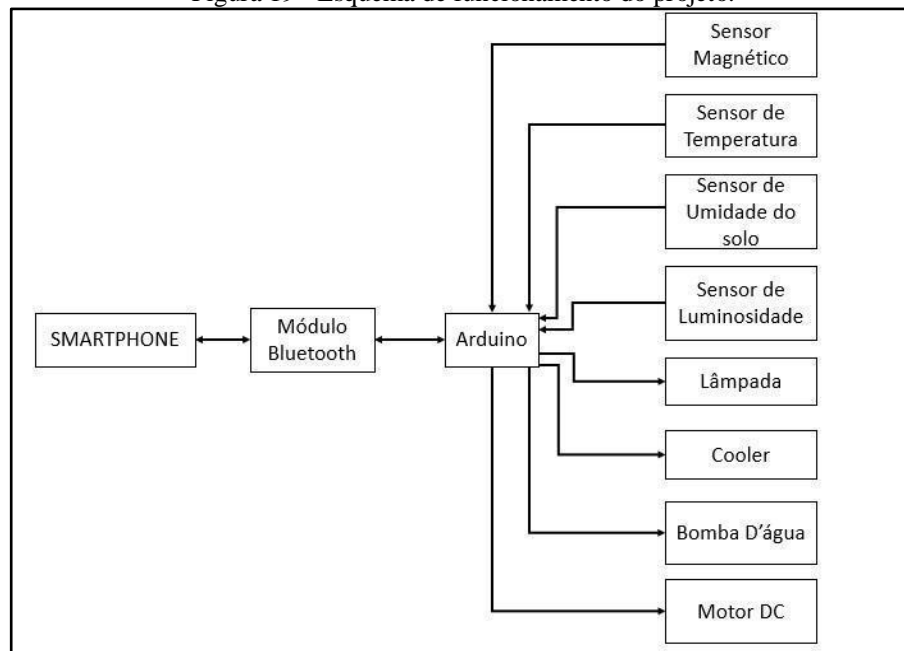 Figura 19 - Esquema de funcionamento do projeto.
Sensor
Magnético
Sensor de
Temperatura
Sensor de
Umidade do
solo
Sensor de
Luminosidade
SMARTPHONE
Módulo
Bluetooth
Arduino
Lâmpada
Cooler
Bomba D'água
Motor DC